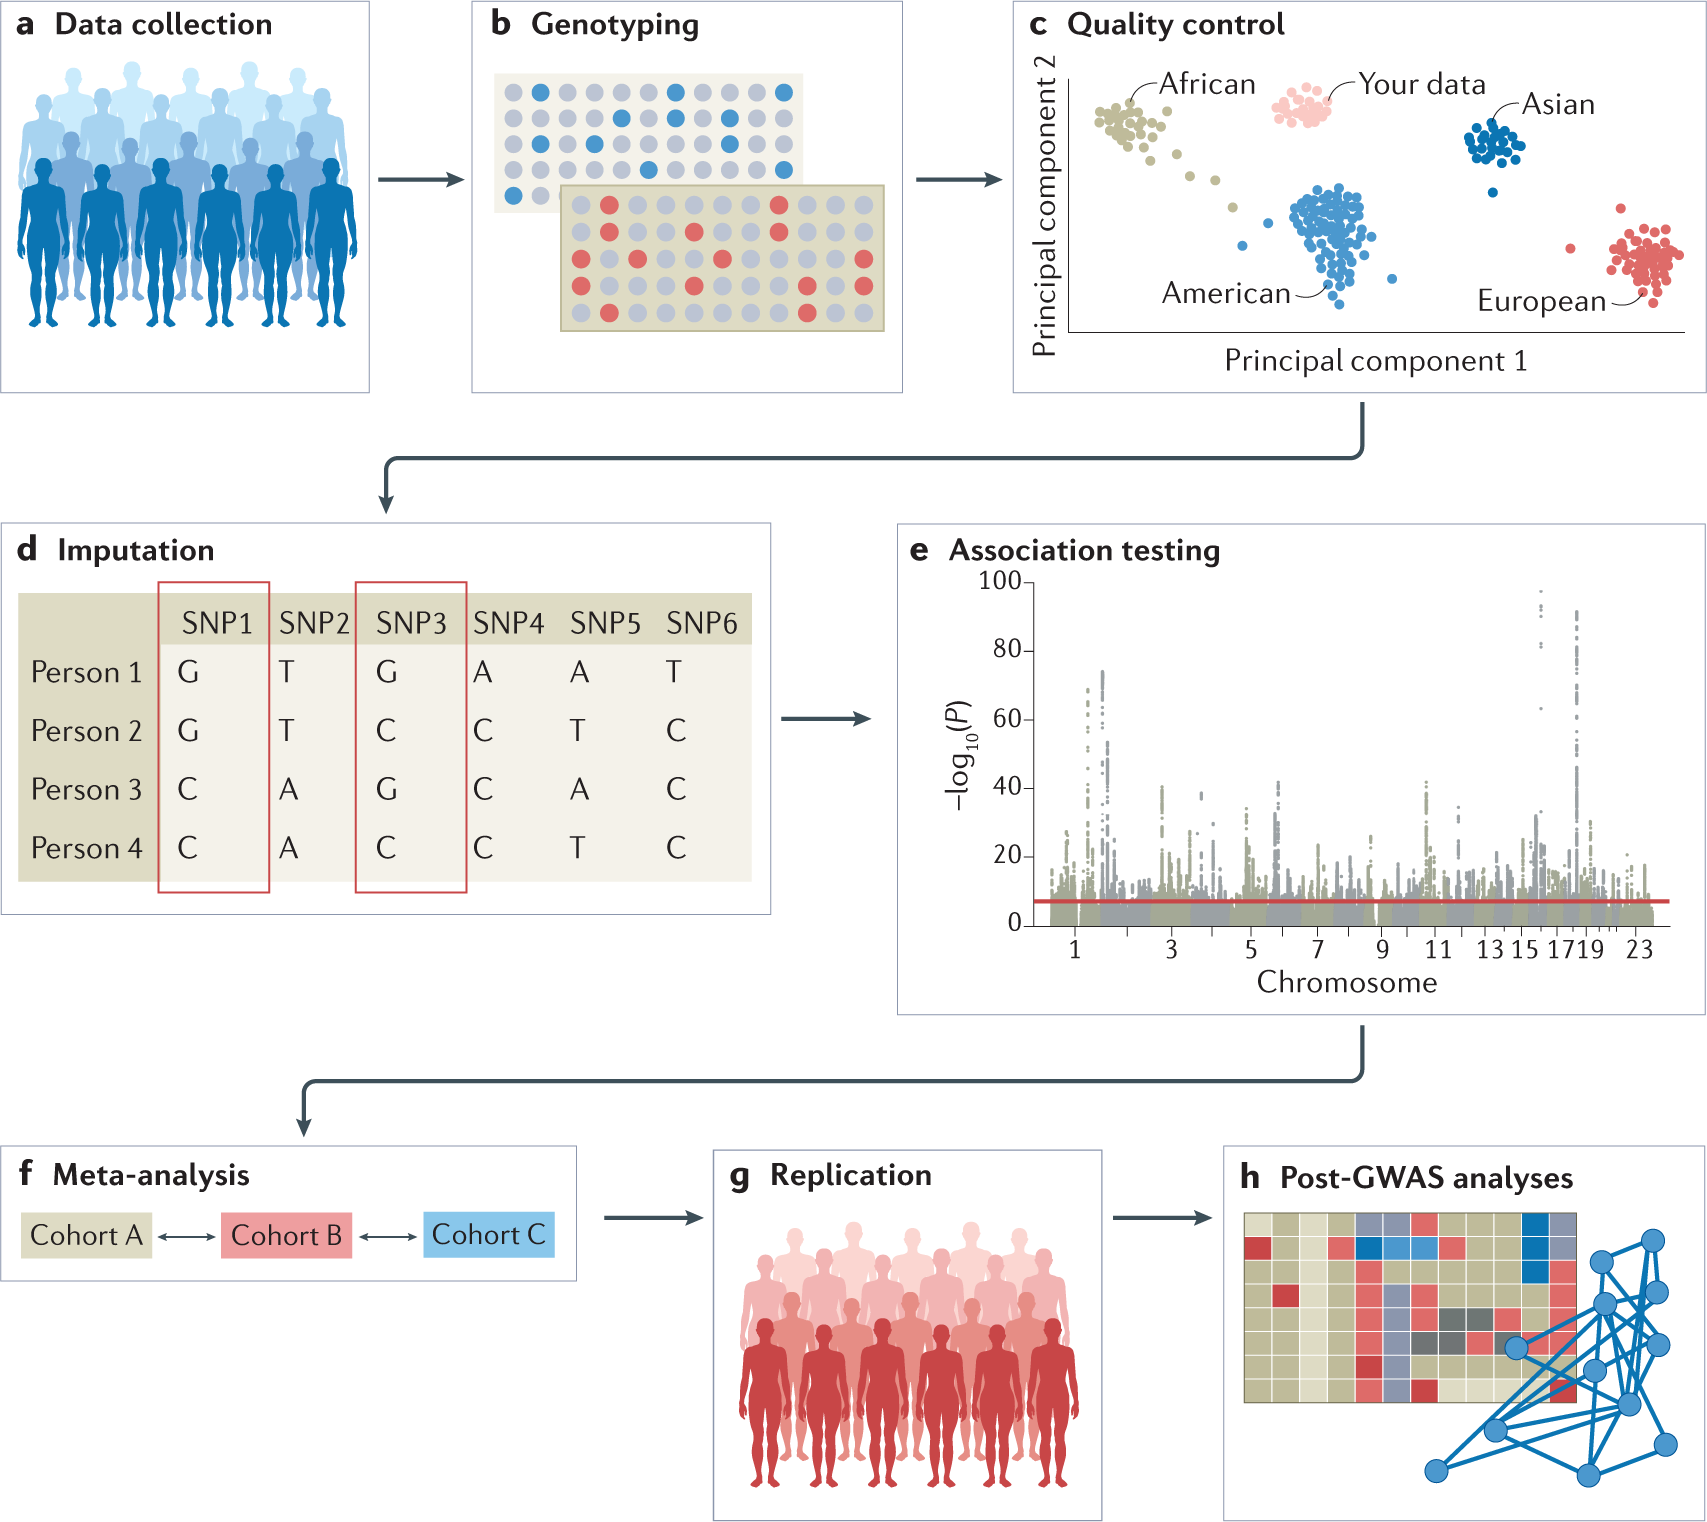 a Data collection
b Genotyping
c Quality control
Principal component 2
African
Your data
Asian
American
European
Principal component 1
d Imputation
SNP1 SNP2 SNP3 SNP4 SNP5 SNP6
Person 1 G T G A A T
Person 2 G T C C T C
Person 3 C A G C A C
Person 4 C A C C T C
e Association testing
–log10(P)
100
80
60
40
20
0
1 3 5 7 9 11 13 15 17 19 23
Chromosome
f Meta-analysis
Cohort A Cohort B Cohort C
g Replication
h Post-GWAS analyses